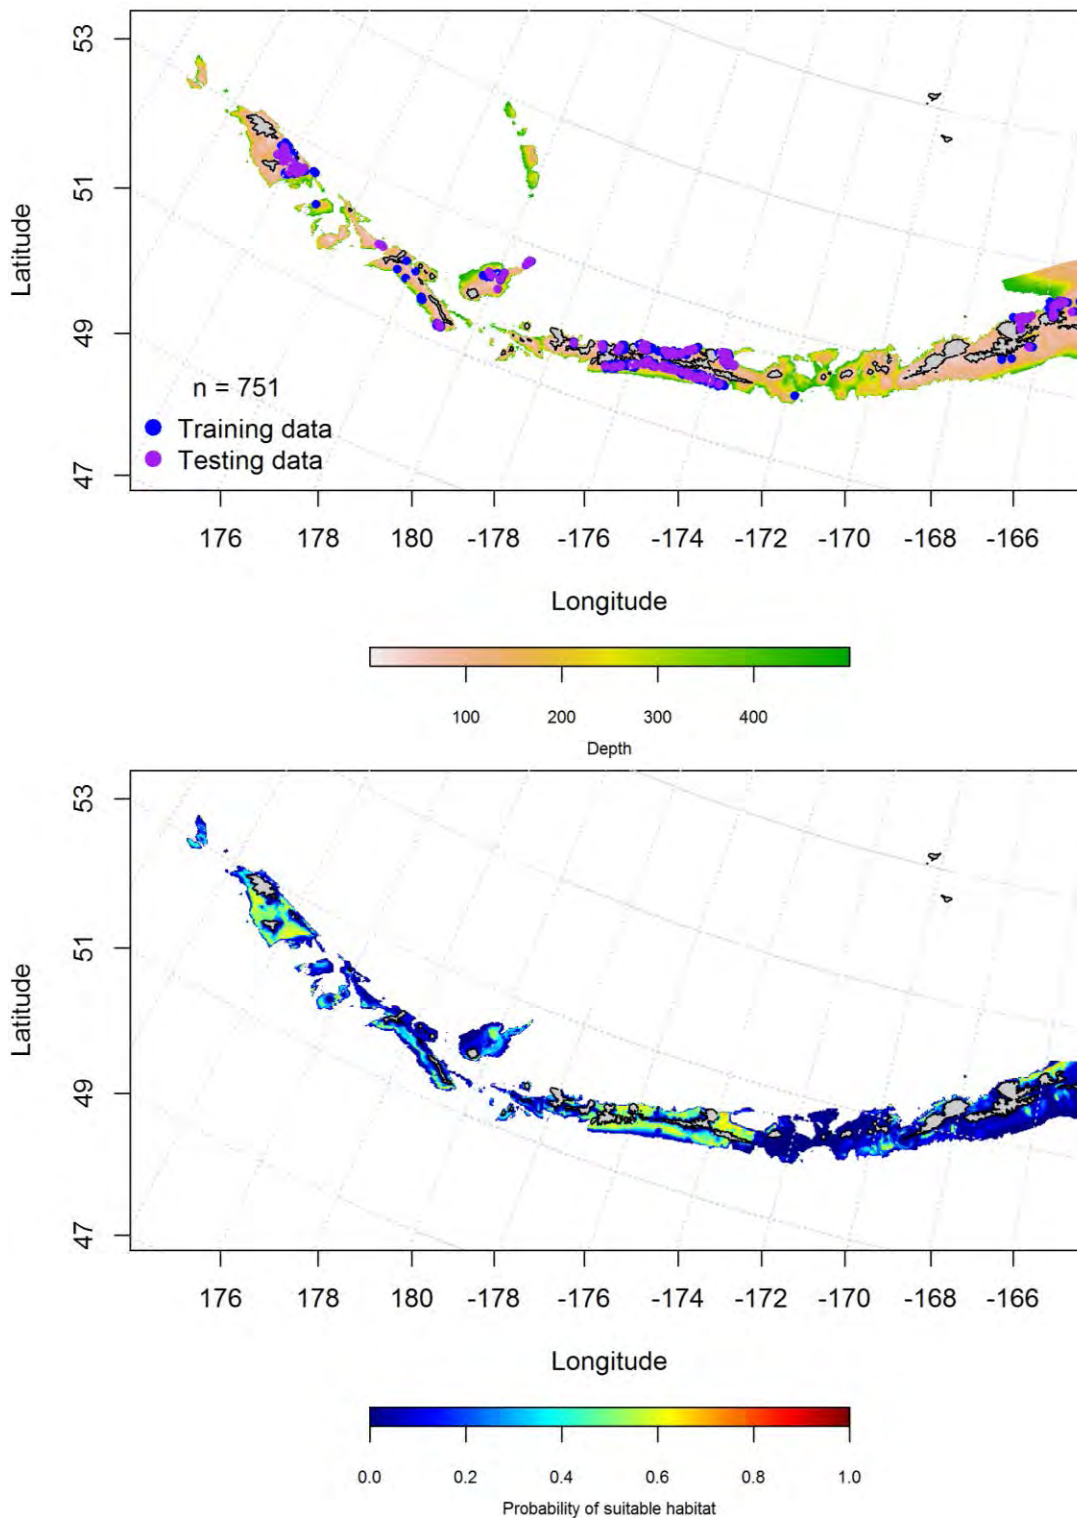 53
51
49
47
Latitude
n = 751
Training data
Testing data
176 178 180 -178 -176 -174 -172 -170 -168 -166
Longitude
100 200 300 400
Depth
53
51
49
47
Latitude
176 178 180 -178 -176 -174 -172 -170 -168 -166
Longitude
0.0 0.2 0.4 0.6 0.8 1.0
Probability of suitable habitat